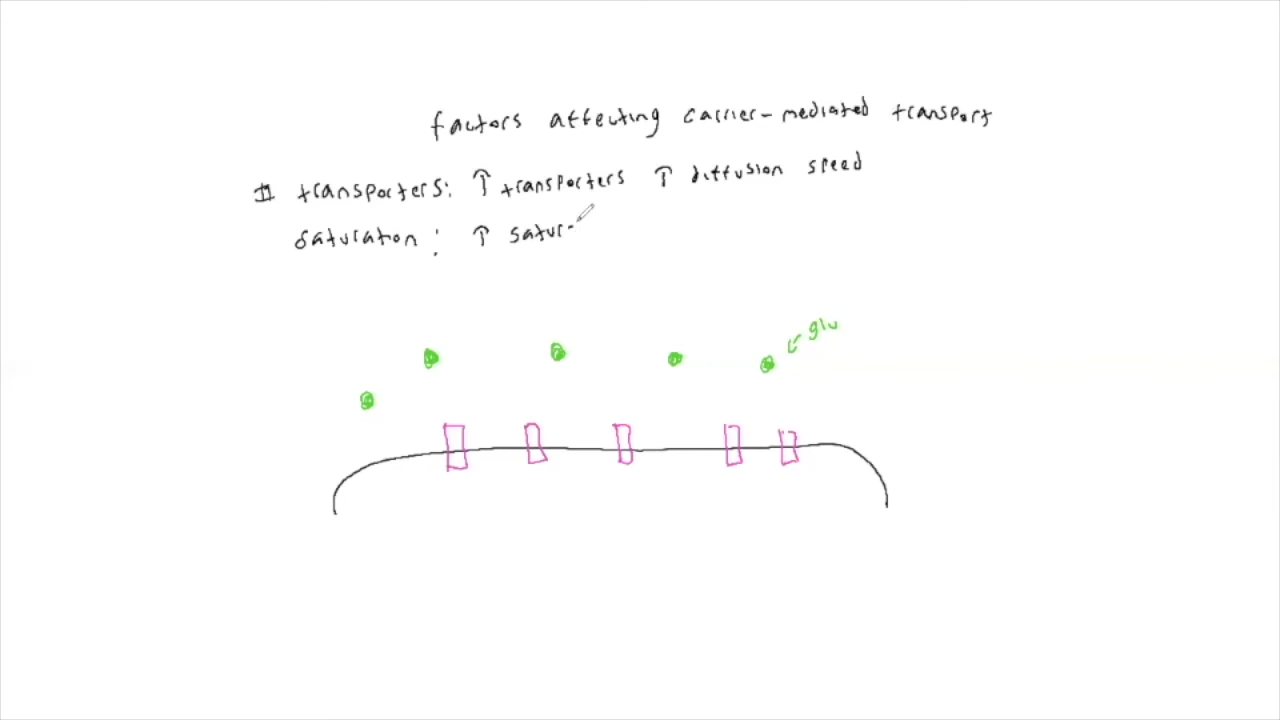 factors affecting carrier-mediated transport
# transporters: ↑ transporters ↑ diffusion speed
saturation: ↑ satur-
glu